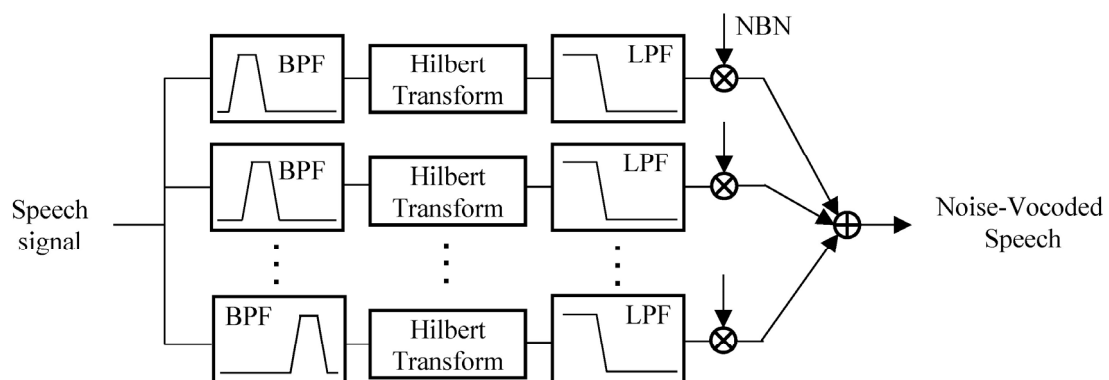 NBN
BPF
Hilbert
Transform
LPF
BPF
Hilbert
Transform
LPF
Speech
signal
Noise-Vocoded
Speech
BPF
Hilbert
Transform
LPF